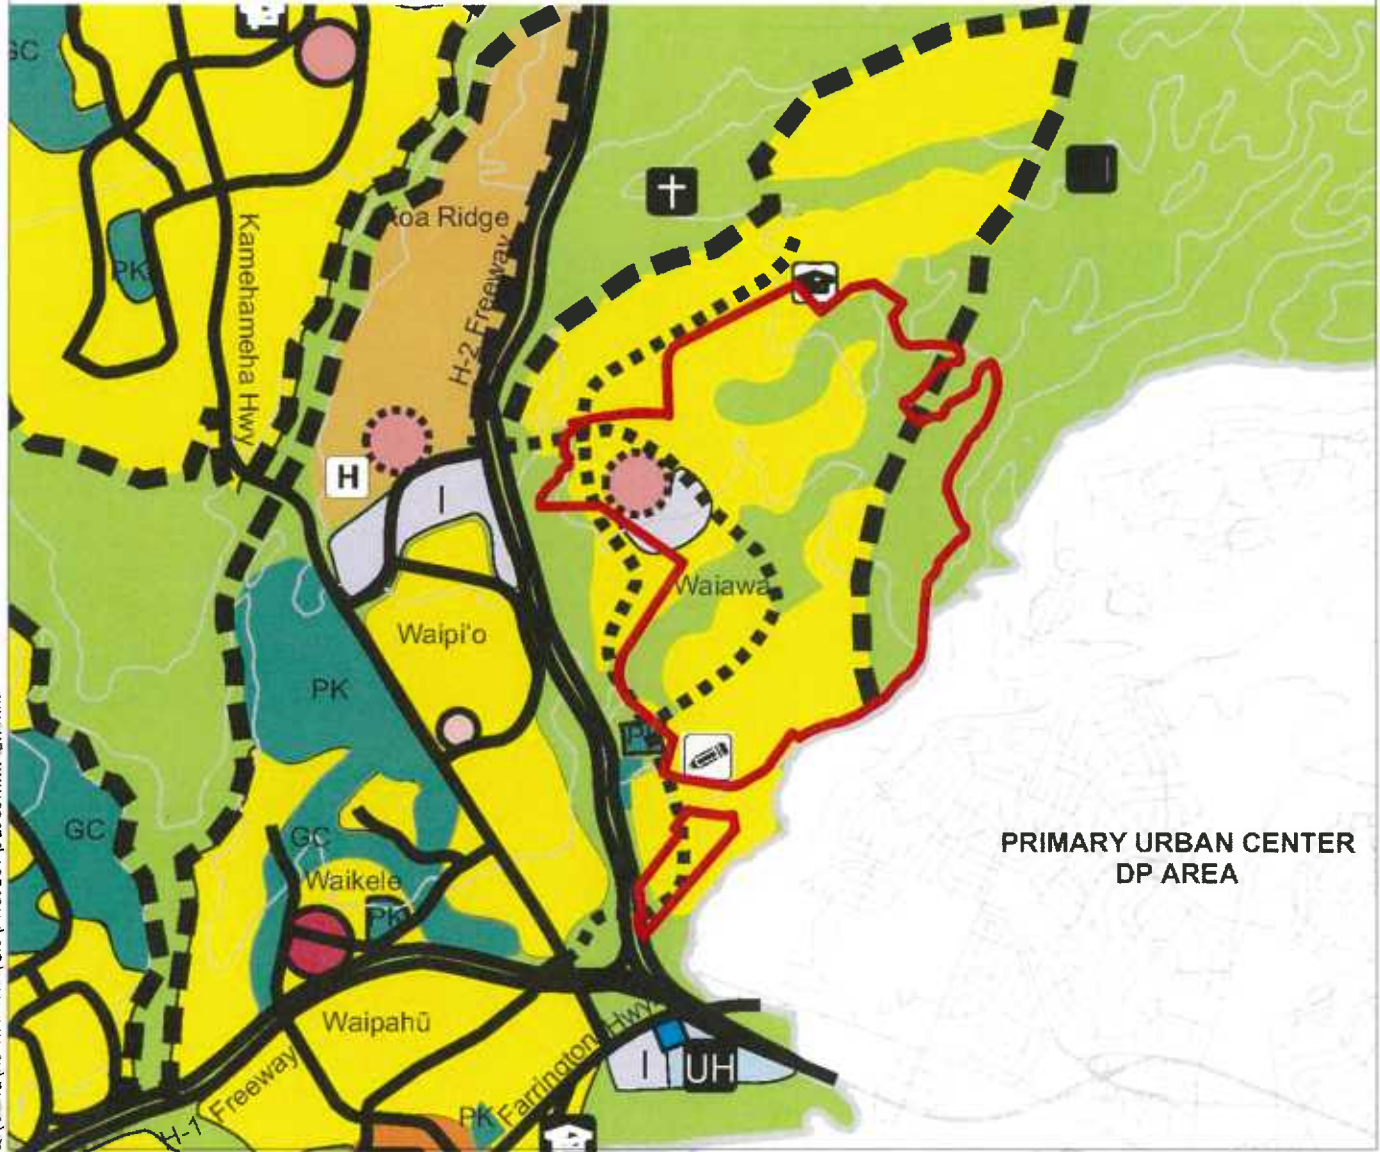 GC
Kamehameha Hwy
Koa Ridge
PK
H-2 Freeway
H
I
Waiawa
Waipi'o
PK
GC
GC
Waikele
PK
PRIMARY URBAN CENTER
DP AREA
Waipahū
H-1 Freeway
Farrington Hwy
I
UH
PK